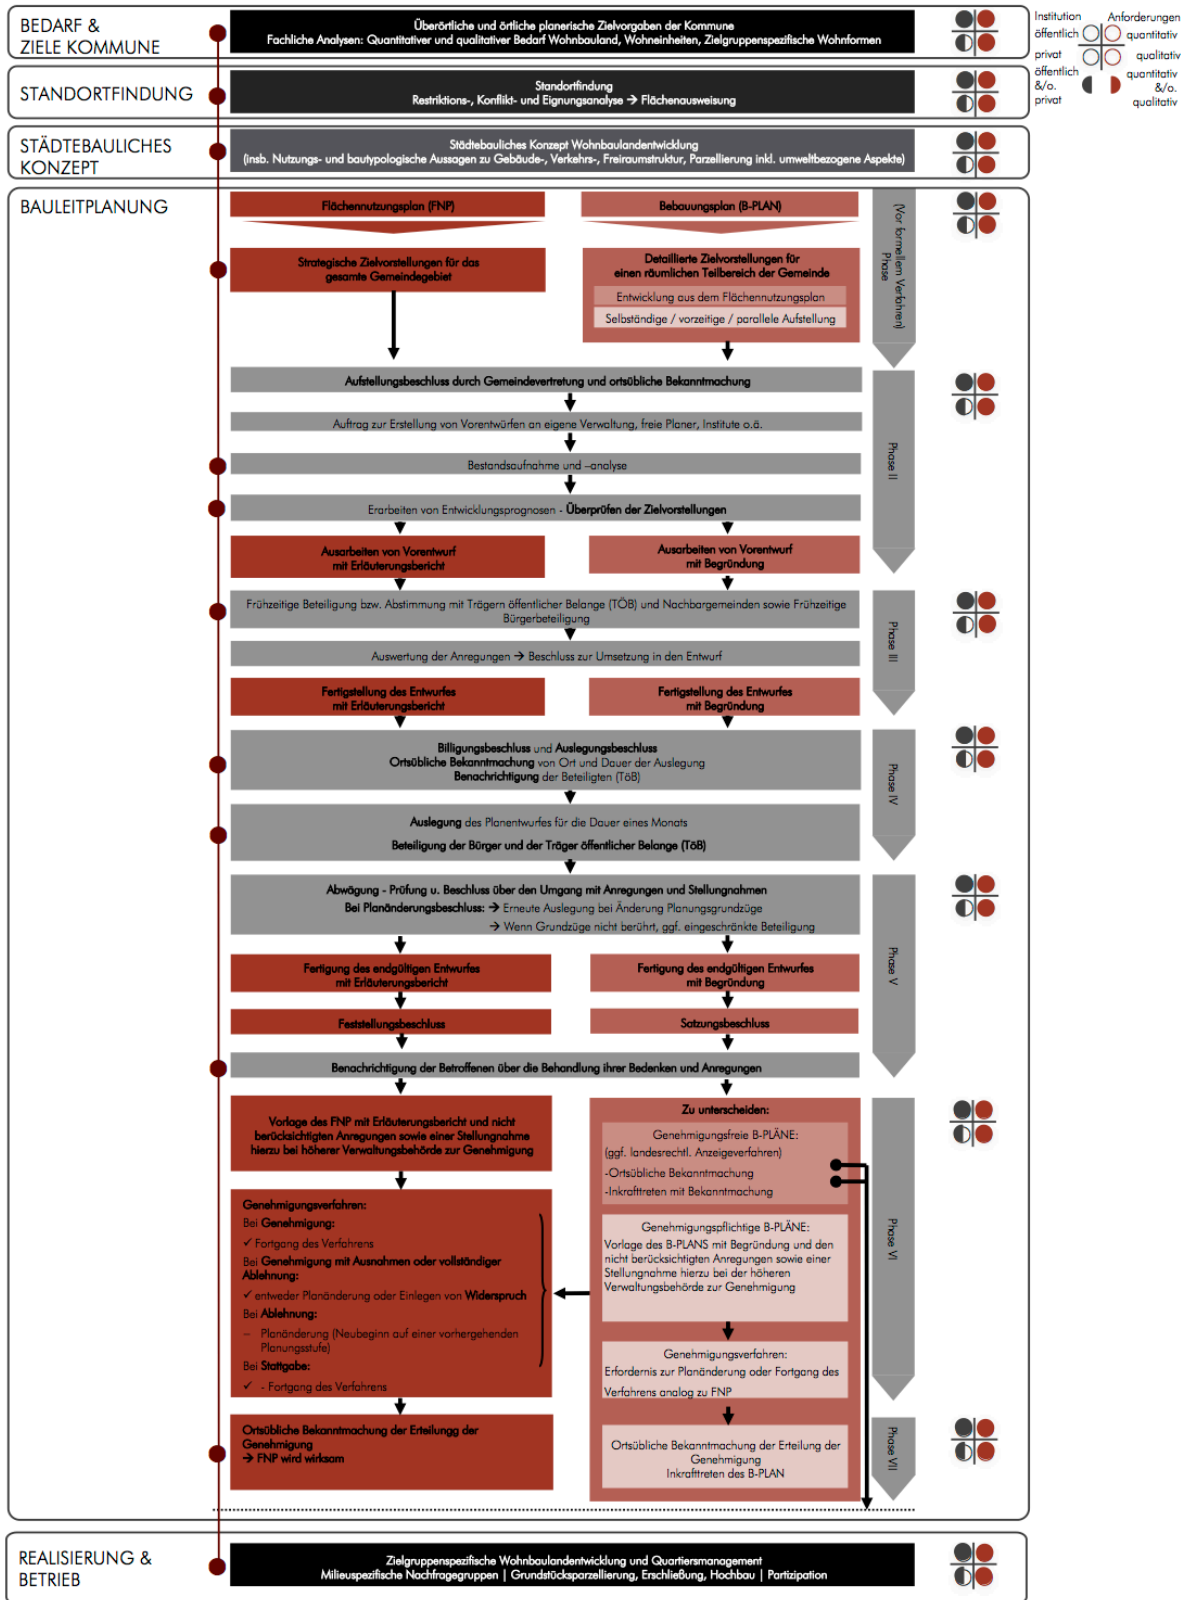 BEDARF &
ZIELE KOMMUNE
Überörtliche und örtliche planerische Zielvorgaben der Kommune
Fachliche Analysen: Quantitativer und qualitativer Bedarf Wohnbauland, Wohneinheiten, Zielgruppenspezifische Wohnformen
Institution
Anforderungen
öffentlich
quantitativ
privat
qualitativ
öffentlich
&/o.
privat
quantitativ
&/o.
qualitativ
STANDORTFINDUNG
Standortfindung
Restriktions-, Konflikt- und Eignungsanalyse → Flächenausweisung
STÄDTEBAULICHES
KONZEPT
Städtebauliches Konzept Wohnbaulandentwicklung
(insb. Nutzungs- und bautypologische Aussagen zu Gebäude-, Verkehrs-, Freiraumstruktur, Parzellierung inkl. umweltbezogene Aspekte)
BAULEITPLANUNG
Flächennutzungsplan (FNP)
Bebauungsplan (B-PLAN)
(Vor formellem Verfahren)
Phase
Strategische Zielvorstellungen für das
gesamte Gemeindegebiet
Detaillierte Zielvorstellungen für
einen räumlichen Teilbereich der Gemeinde
Entwicklung aus dem Flächennutzungsplan
Selbständige / vorzeitige / parallele Aufstellung
Aufstellungsbeschluss durch Gemeindevertretung und ortsübliche Bekanntmachung
Auftrag zur Erstellung von Vorentwürfen an eigene Verwaltung, freie Planer, Institute o.ä.
Phase II
Bestandsaufnahme und –analyse
Erarbeiten von Entwicklungsprognosen - Überprüfen der Zielvorstellungen
Ausarbeiten von Vorentwurf
mit Erläuterungsbericht
Ausarbeiten von Vorentwurf
mit Begründung
Frühzeitige Beteiligung bzw. Abstimmung mit Trägern öffentlicher Belange (TÖB) und Nachbargemeinden sowie Frühzeitige
Bürgerbeteiligung
Phase III
Auswertung der Anregungen → Beschluss zur Umsetzung in den Entwurf
Fertigstellung des Entwurfes
mit Erläuterungsbericht
Fertigstellung des Entwurfes
mit Begründung
Billigungsbeschluss und Auslegungsbeschluss
Ortsübliche Bekanntmachung von Ort und Dauer der Auslegung
Benachrichtigung der Beteiligten (TöB)
Phase IV
Auslegung des Planentwurfes für die Dauer eines Monats
Beteiligung der Bürger und der Träger öffentlicher Belange (TöB)
Abwägung - Prüfung u. Beschluss über den Umgang mit Anregungen und Stellungnahmen
Bei Planänderungsbeschluss: → Erneute Auslegung bei Änderung Planungsgrundzüge
→ Wenn Grundzüge nicht berührt, ggf. eingeschränkte Beteiligung
Phase V
Fertigung des endgültigen Entwurfes
mit Erläuterungsbericht
Fertigung des endgültigen Entwurfes
mit Begründung
Feststellungsbeschluss
Satzungsbeschluss
Benachrichtigung der Betroffenen über die Behandlung ihrer Bedenken und Anregungen
Vorlage des FNP mit Erläuterungsbericht und nicht
berücksichtigten Anregungen sowie einer Stellungnahme
hierzu bei höherer Verwaltungsbehörde zur Genehmigung
Zu unterscheiden:
Genehmigungsfreie B-PLÄNE:
(ggf. landesrechtl. Anzeigeverfahren)
-Ortsübliche Bekanntmachung
-Inkrafttreten mit Bekanntmachung
Phase VI
Genehmigungsverfahren:
Bei Genehmigung:
✓ Fortgang des Verfahrens
Bei Genehmigung mit Ausnahmen oder vollständiger
Ablehnung:
✓ entweder Planänderung oder Einlegen von Widerspruch
Bei Ablehnung:
– Planänderung (Neubeginn auf einer vorhergehenden
Planungsstufe)
Bei Stattgabe:
✓ - Fortgang des Verfahrens
Genehmigungspflichtige B-PLÄNE:
Vorlage des B-PLANS mit Begründung und den
nicht berücksichtigten Anregungen sowie einer
Stellungnahme hierzu bei der höheren
Verwaltungsbehörde zur Genehmigung
Genehmigungsverfahren:
Erfordernis zur Planänderung oder Fortgang des
Verfahrens analog zu FNP
Ortsübliche Bekanntmachung der Erteilungg der
Genehmigung
→ FNP wird wirksam
Ortsübliche Bekanntmachung der Erteilung der
Genehmigung
Inkrafttreten des B-PLAN
Phase VII
REALISIERUNG &
BETRIEB
Zielgruppenspezifische Wohnbaulandentwicklung und Quartiersmanagement
Milieuspezifische Nachfragegruppen | Grundstücksparzellierung, Erschließung, Hochbau | Partizipation